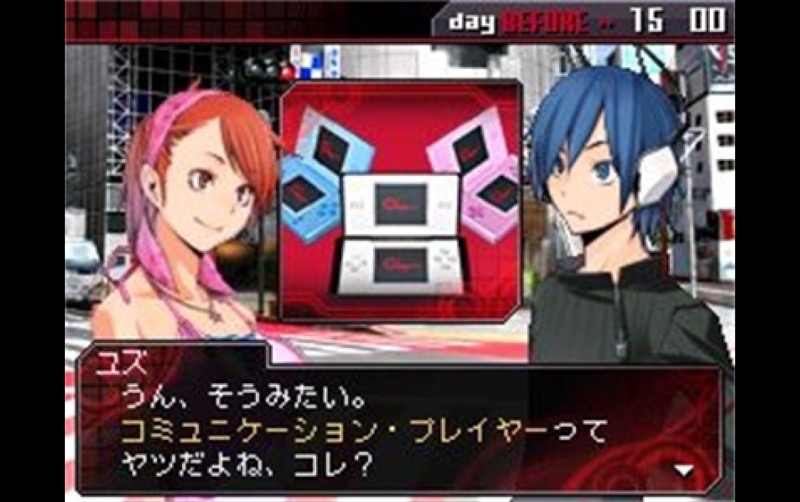 day BEFORE 15 00
ユズ
うん、そうみたい。
コミュニケーション・プレイヤーって
ヤツだよね、コレ?